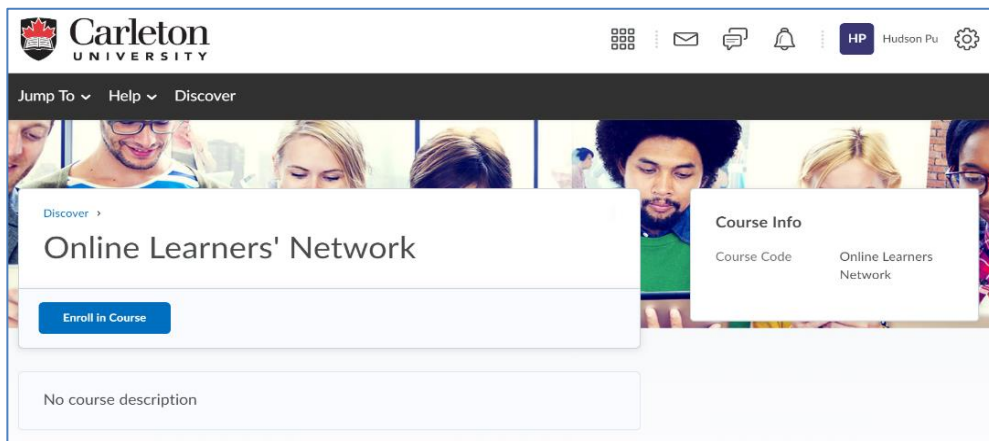 Carleton
UNIVERSITY
HP Hudson Pu
Jump To Help Discover
Discover ›
Online Learners' Network
Enroll in Course
Course Info
Course Code Online Learners
Network
No course description